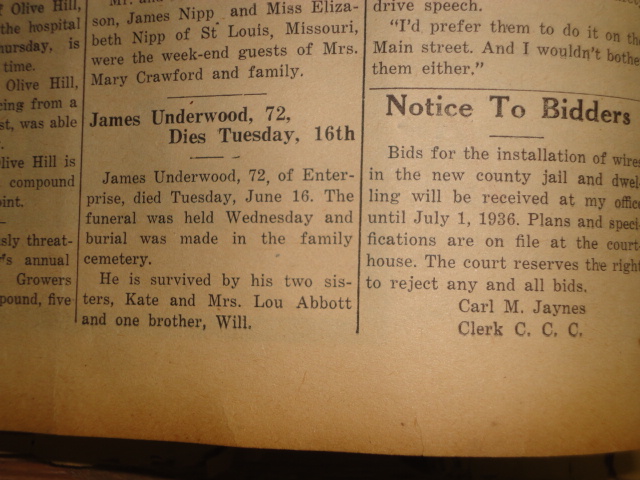 f Olive Hill,
the hospital
hursday, is
time.
Olive Hill,
cing from a
st, was able
live Hill is
compound
oint.
sly threat-
's annual
Growers
pound, five
son, James Nipp and Miss Eliza-
beth Nipp of St Louis, Missouri,
were the week-end guests of Mrs.
Mary Crawford and family.
James Underwood, 72,
Dies Tuesday, 16th
James Underwood, 72, of Enter-
prise, died Tuesday, June 16. The
funeral was held Wednesday and
burial was made in the family
cemetery.
He is survived by his two sis-
ters, Kate and Mrs. Lou Abbott
and one brother, Will.
drive speech.
"I'd prefer them to do it on the
Main street. And I wouldn't bothe
them either."
Notice To Bidders
Bids for the installation of wires
in the new county jail and dwel-
ling will be received at my office
until July 1, 1936. Plans and speci-
fications are on file at the court-
house. The court reserves the right
to reject any and all bids.
Carl M. Jaynes
Clerk C. C. C.